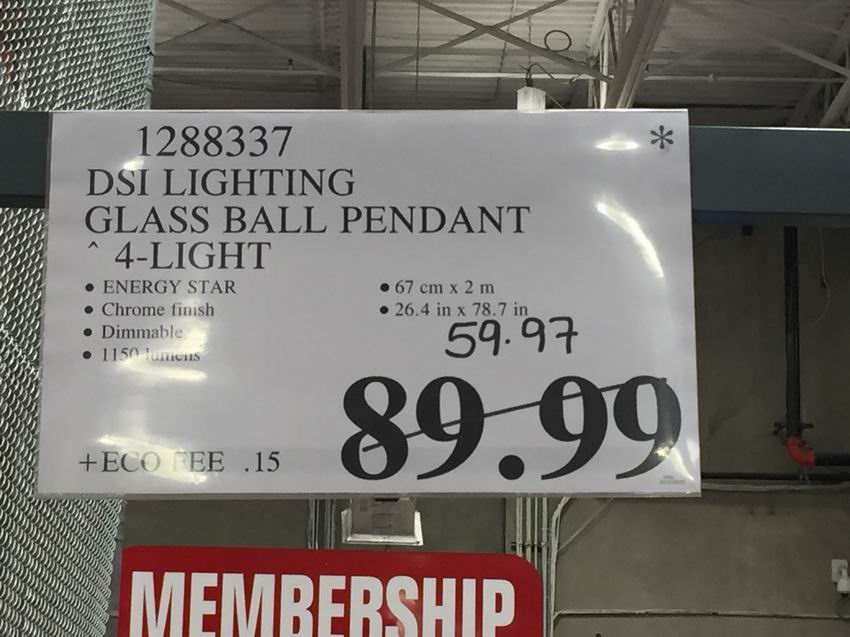 1288337 *
DSI LIGHTING
GLASS BALL PENDANT
^ 4-LIGHT
• ENERGY STAR
• Chrome finish
• Dimmable
• 1150 lumens
• 67 cm x 2 m
• 26.4 in x 78.7 in
59.97
89.99
+ECO FEE .15
MEMBERSHIP